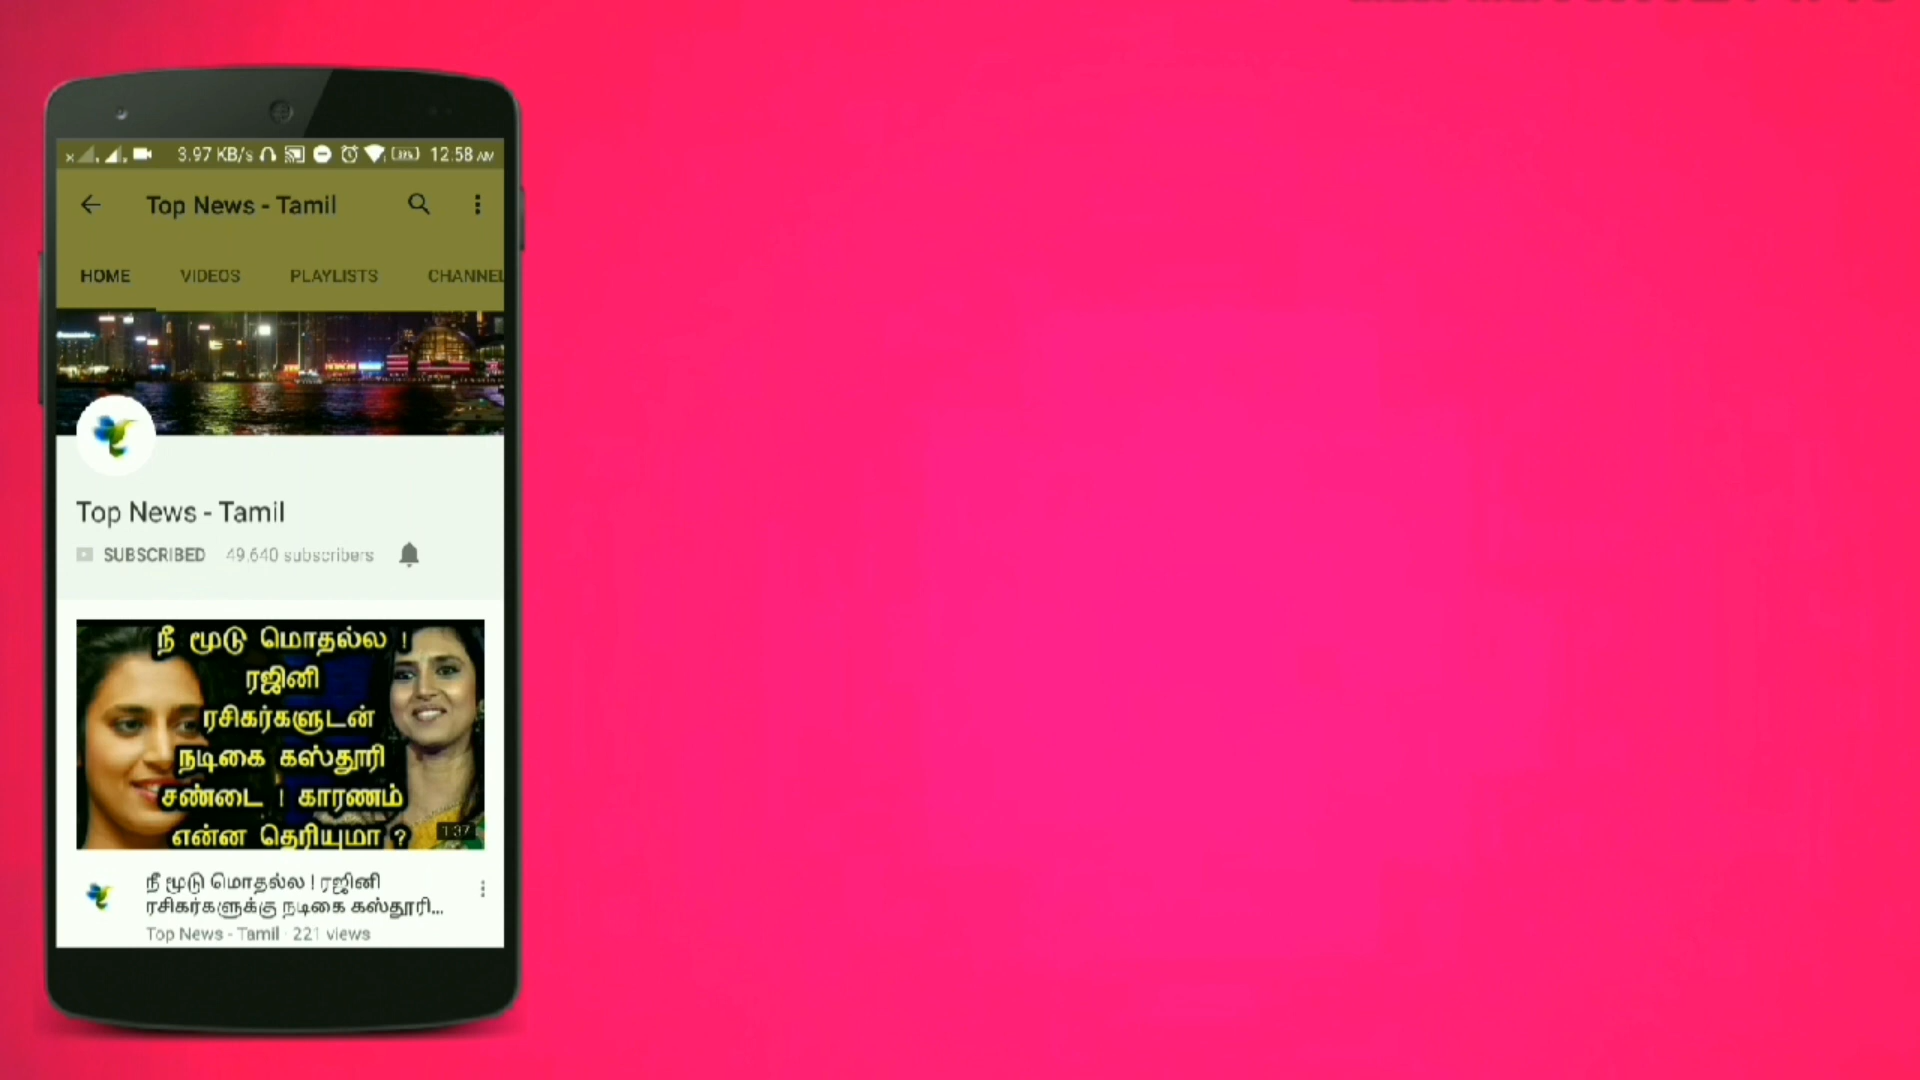 3.97 KB/s 12:58 AM
Top News - Tamil
HOME VIDEOS PLAYLISTS CHANNEL
Top News - Tamil
SUBSCRIBED 49,640 subscribers
நீ மூடு மொதல்ல !
ரஜினி
ரசிகர்களுடன்
நடிகை கஸ்தூரி
சண்டை ! காரணம்
என்ன தெரியுமா ?
1:37
நீ மூடு மொதல்ல ! ரஜினி
ரசிகர்களுக்கு நடிகை கஸ்தூரி...
Top News - Tamil · 221 views